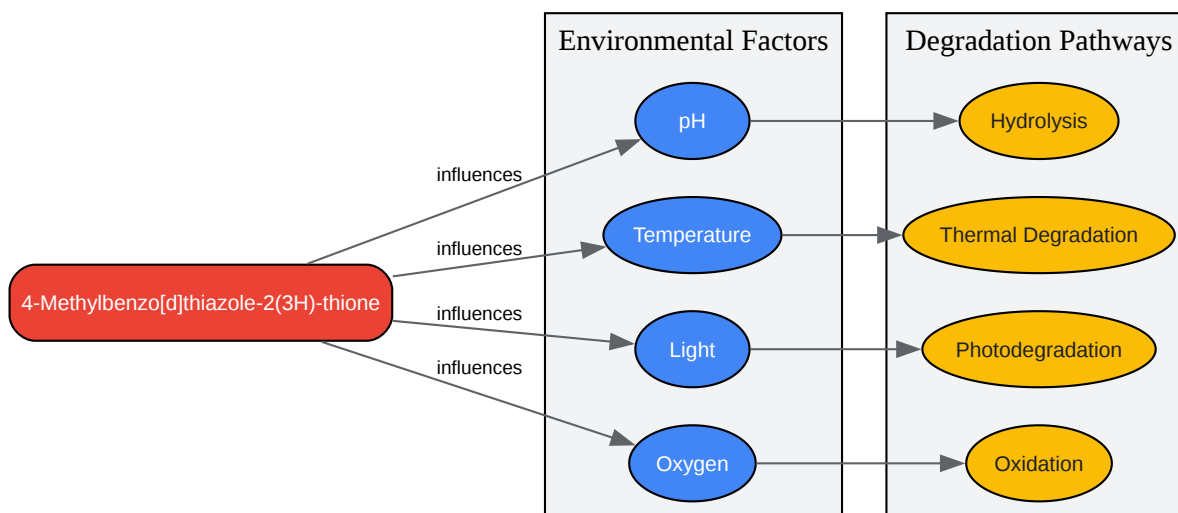 Environmental Factors
Degradation Pathways
pH
Hydrolysis
influences
Temperature
Thermal Degradation
influences
4-Methylbenzo[d]thiazole-2(3H)-thione
influences
Light
Photodegradation
influences
Oxygen
Oxidation